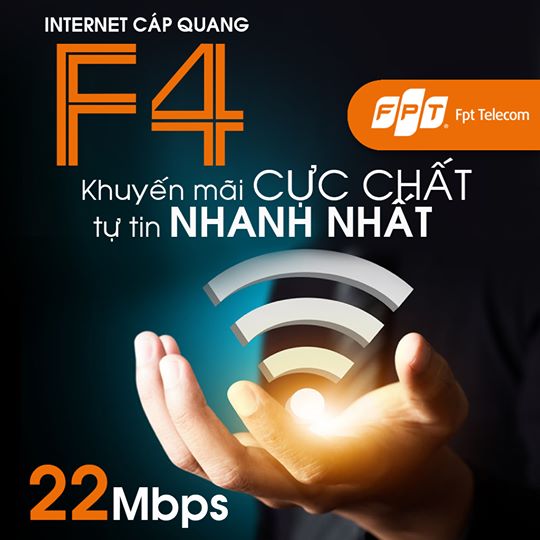 INTERNET CÁP QUANG
F4
FPT® Fpt Telecom
Khuyến mãi CỰC CHẤT
tự tin NHANH NHẤT
22Mbps